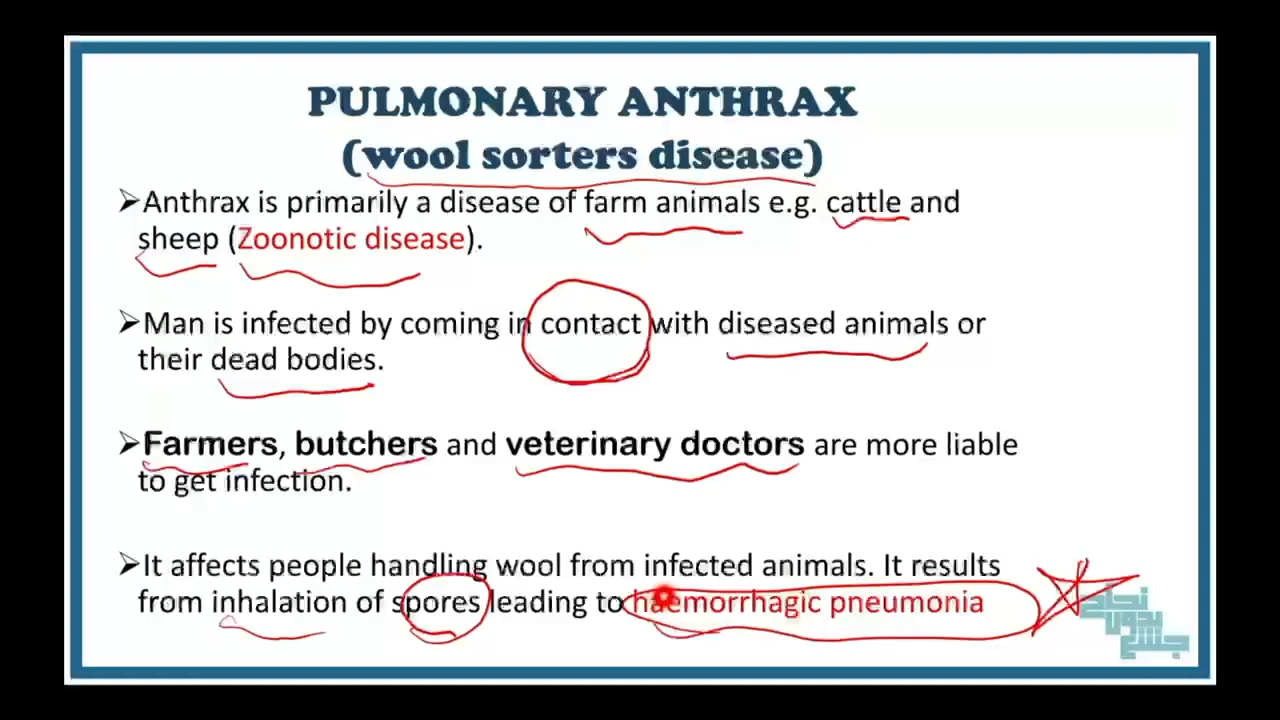 PULMONARY ANTHRAX
(wool sorters disease)
➢Anthrax is primarily a disease of farm animals e.g. cattle and
sheep (Zoonotic disease).
➢Man is infected by coming in contact with diseased animals or
their dead bodies.
➢Farmers, butchers and veterinary doctors are more liable
to get infection.
➢It affects people handling wool from infected animals. It results
from inhalation of spores leading to haemorrhagic pneumonia
نجاح
بدون